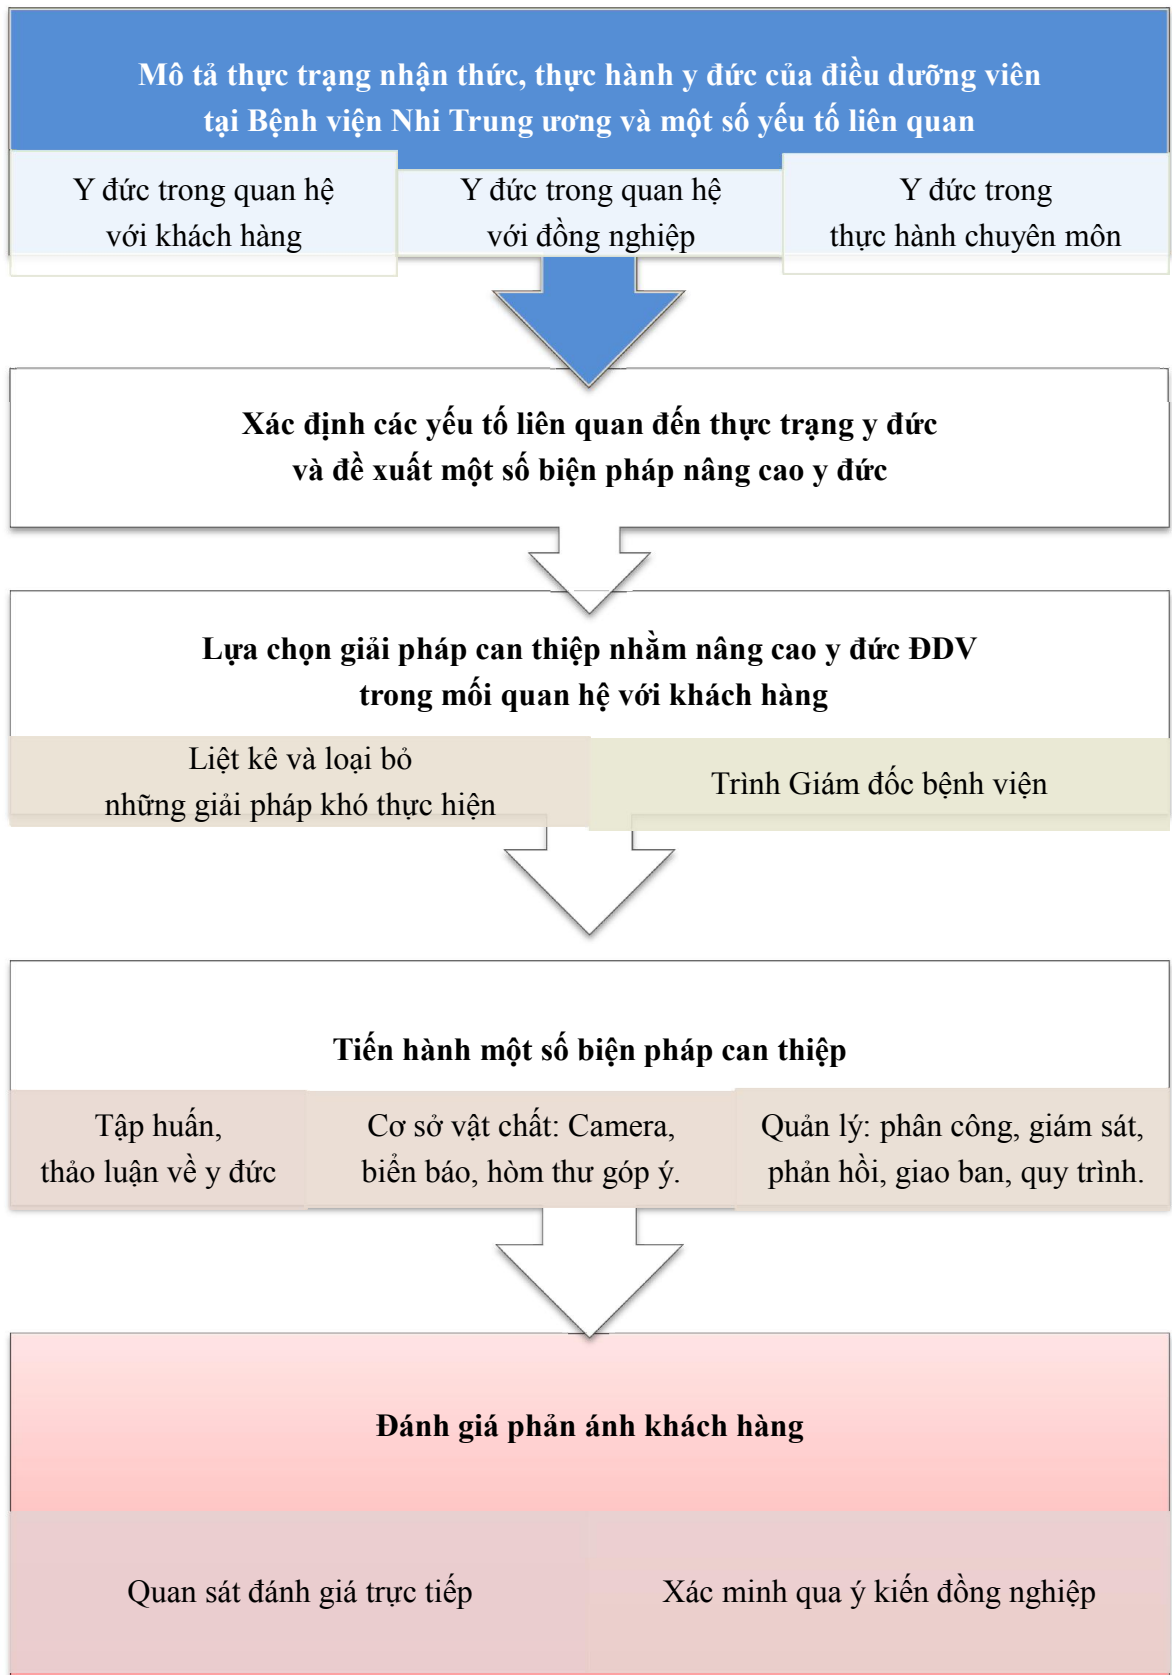 Mô tả thực trạng nhận thức, thực hành y đức của điều dưỡng viên
tại Bệnh viện Nhi Trung ương và một số yếu tố liên quan
Y đức trong quan hệ
với khách hàng
Y đức trong quan hệ
với đồng nghiệp
Y đức trong
thực hành chuyên môn
Xác định các yếu tố liên quan đến thực trạng y đức
và đề xuất một số biện pháp nâng cao y đức
Lựa chọn giải pháp can thiệp nhằm nâng cao y đức ĐDV
trong mối quan hệ với khách hàng
Liệt kê và loại bỏ
những giải pháp khó thực hiện
Trình Giám đốc bệnh viện
Tiến hành một số biện pháp can thiệp
Tập huấn,
thảo luận về y đức
Cơ sở vật chất: Camera,
biển báo, hòm thư góp ý.
Quản lý: phân công, giám sát,
phản hồi, giao ban, quy trình.
Đánh giá phản ánh khách hàng
Quan sát đánh giá trực tiếp
Xác minh qua ý kiến đồng nghiệp